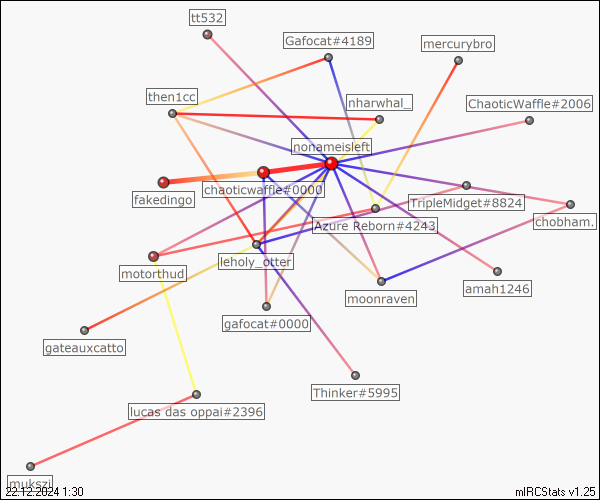 tt532
Gafocat#4189
mercurybro
then1cc
nharwhal_
ChaoticWaffle#2006
nonameisleft
chaoticwaffle#0000
fakedingo
TripleMidget#8824
chobham.
Azure Reborn#4243
leholy_otter
motorthud
amah1246
moonraven
gafocat#0000
gateauxcatto
Thinker#5995
lucas das oppai#2396
mukszi
22.12.2024 1:30
mIRCStats v1.25